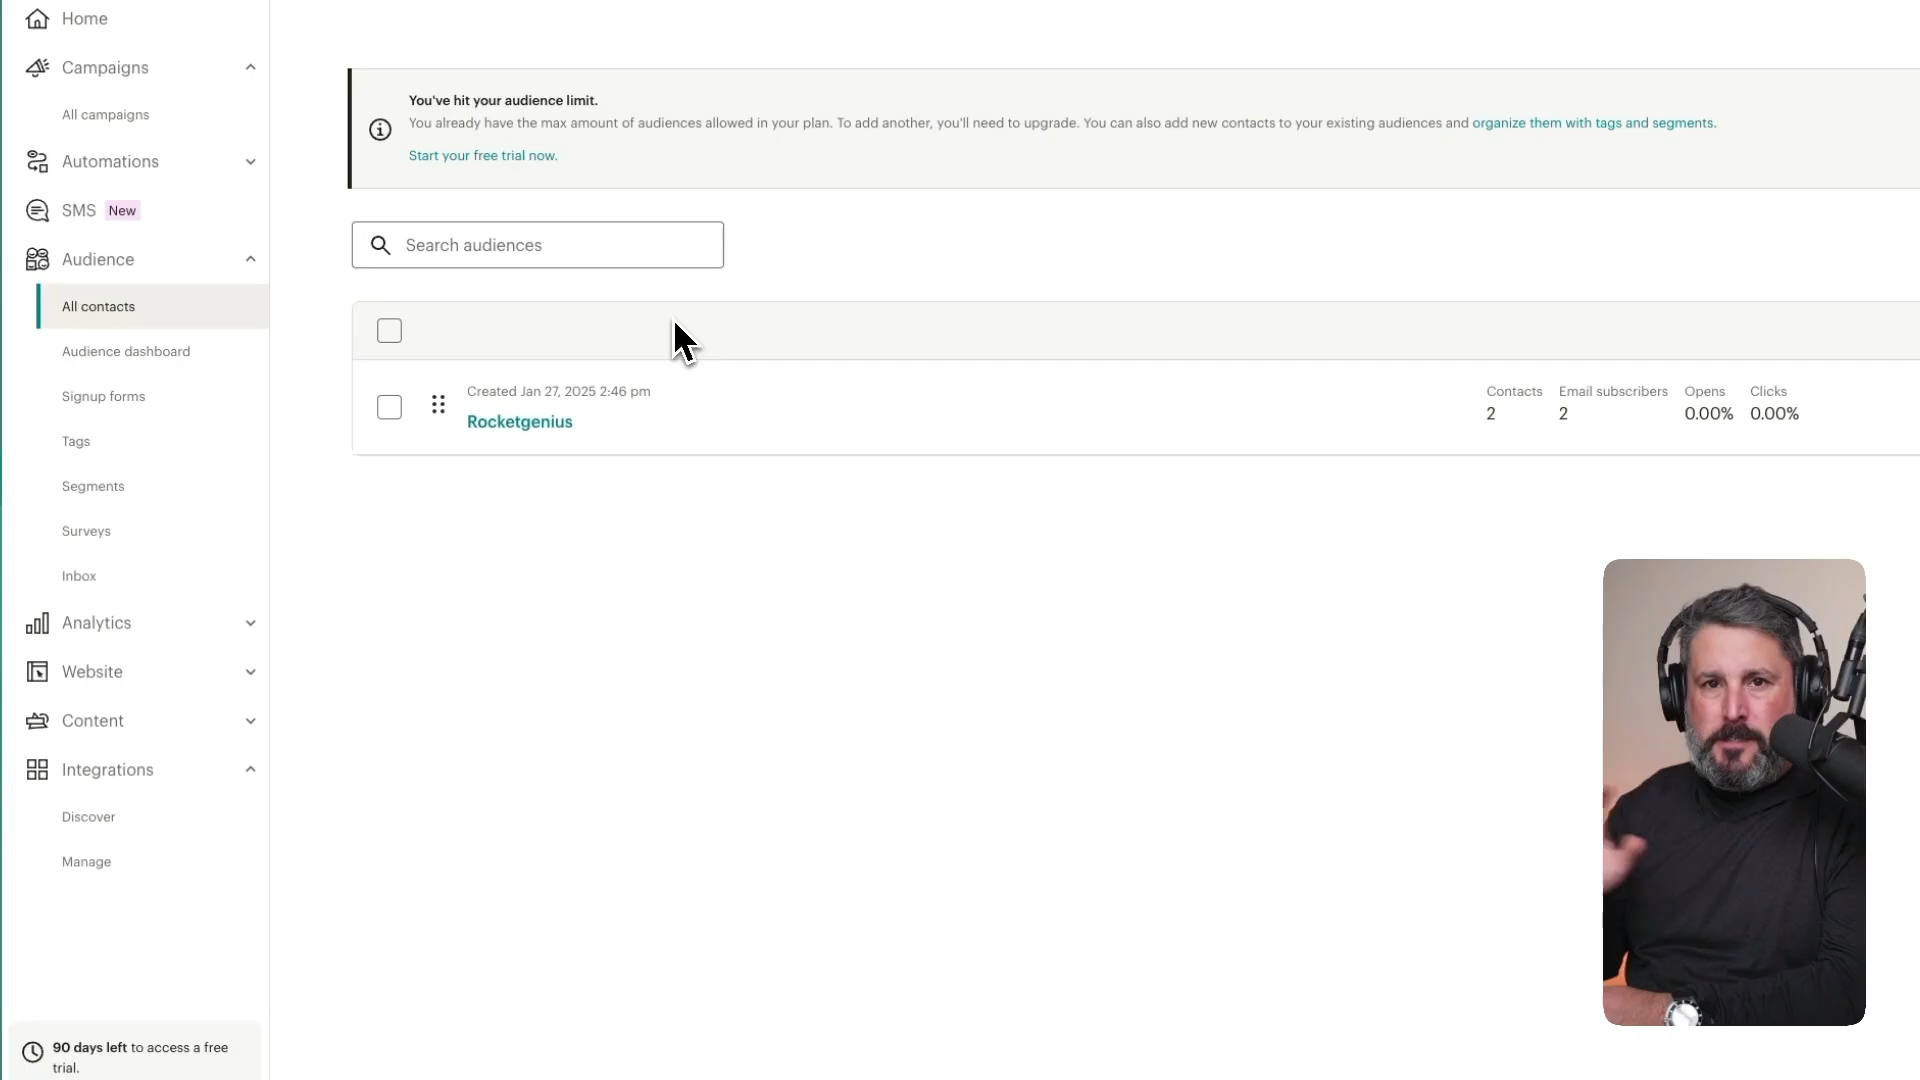 Home
Campaigns
All campaigns
Automations
SMS New
Audience
All contacts
Audience dashboard
Signup forms
Tags
Segments
Surveys
Inbox
Analytics
Website
Content
Integrations
Discover
Manage
90 days left to access a free
trial.
You've hit your audience limit.
You already have the max amount of audiences allowed in your plan. To add another, you'll need to upgrade. You can also add new contacts to your existing audiences and organize them with tags and segments.
Start your free trial now.
Search audiences
Created Jan 27, 2025 2:46 pm
Rocketgenius
Contacts Email subscribers Opens Clicks
2 2 0.00% 0.00%